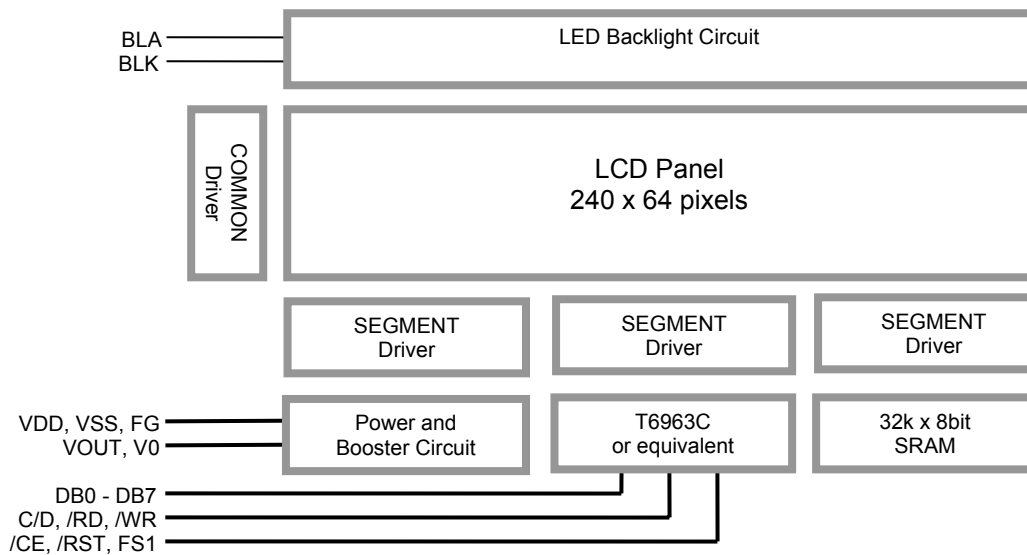 BLA
BLK
LED Backlight Circuit
COMMON
Driver
LCD Panel
240 x 64 pixels
SEGMENT
Driver
SEGMENT
Driver
SEGMENT
Driver
VDD, VSS, FG
VOUT, V0
Power and
Booster Circuit
T6963C
or equivalent
32k x 8bit
SRAM
DB0 - DB7
C/D, /RD, /WR
/CE, /RST, FS1